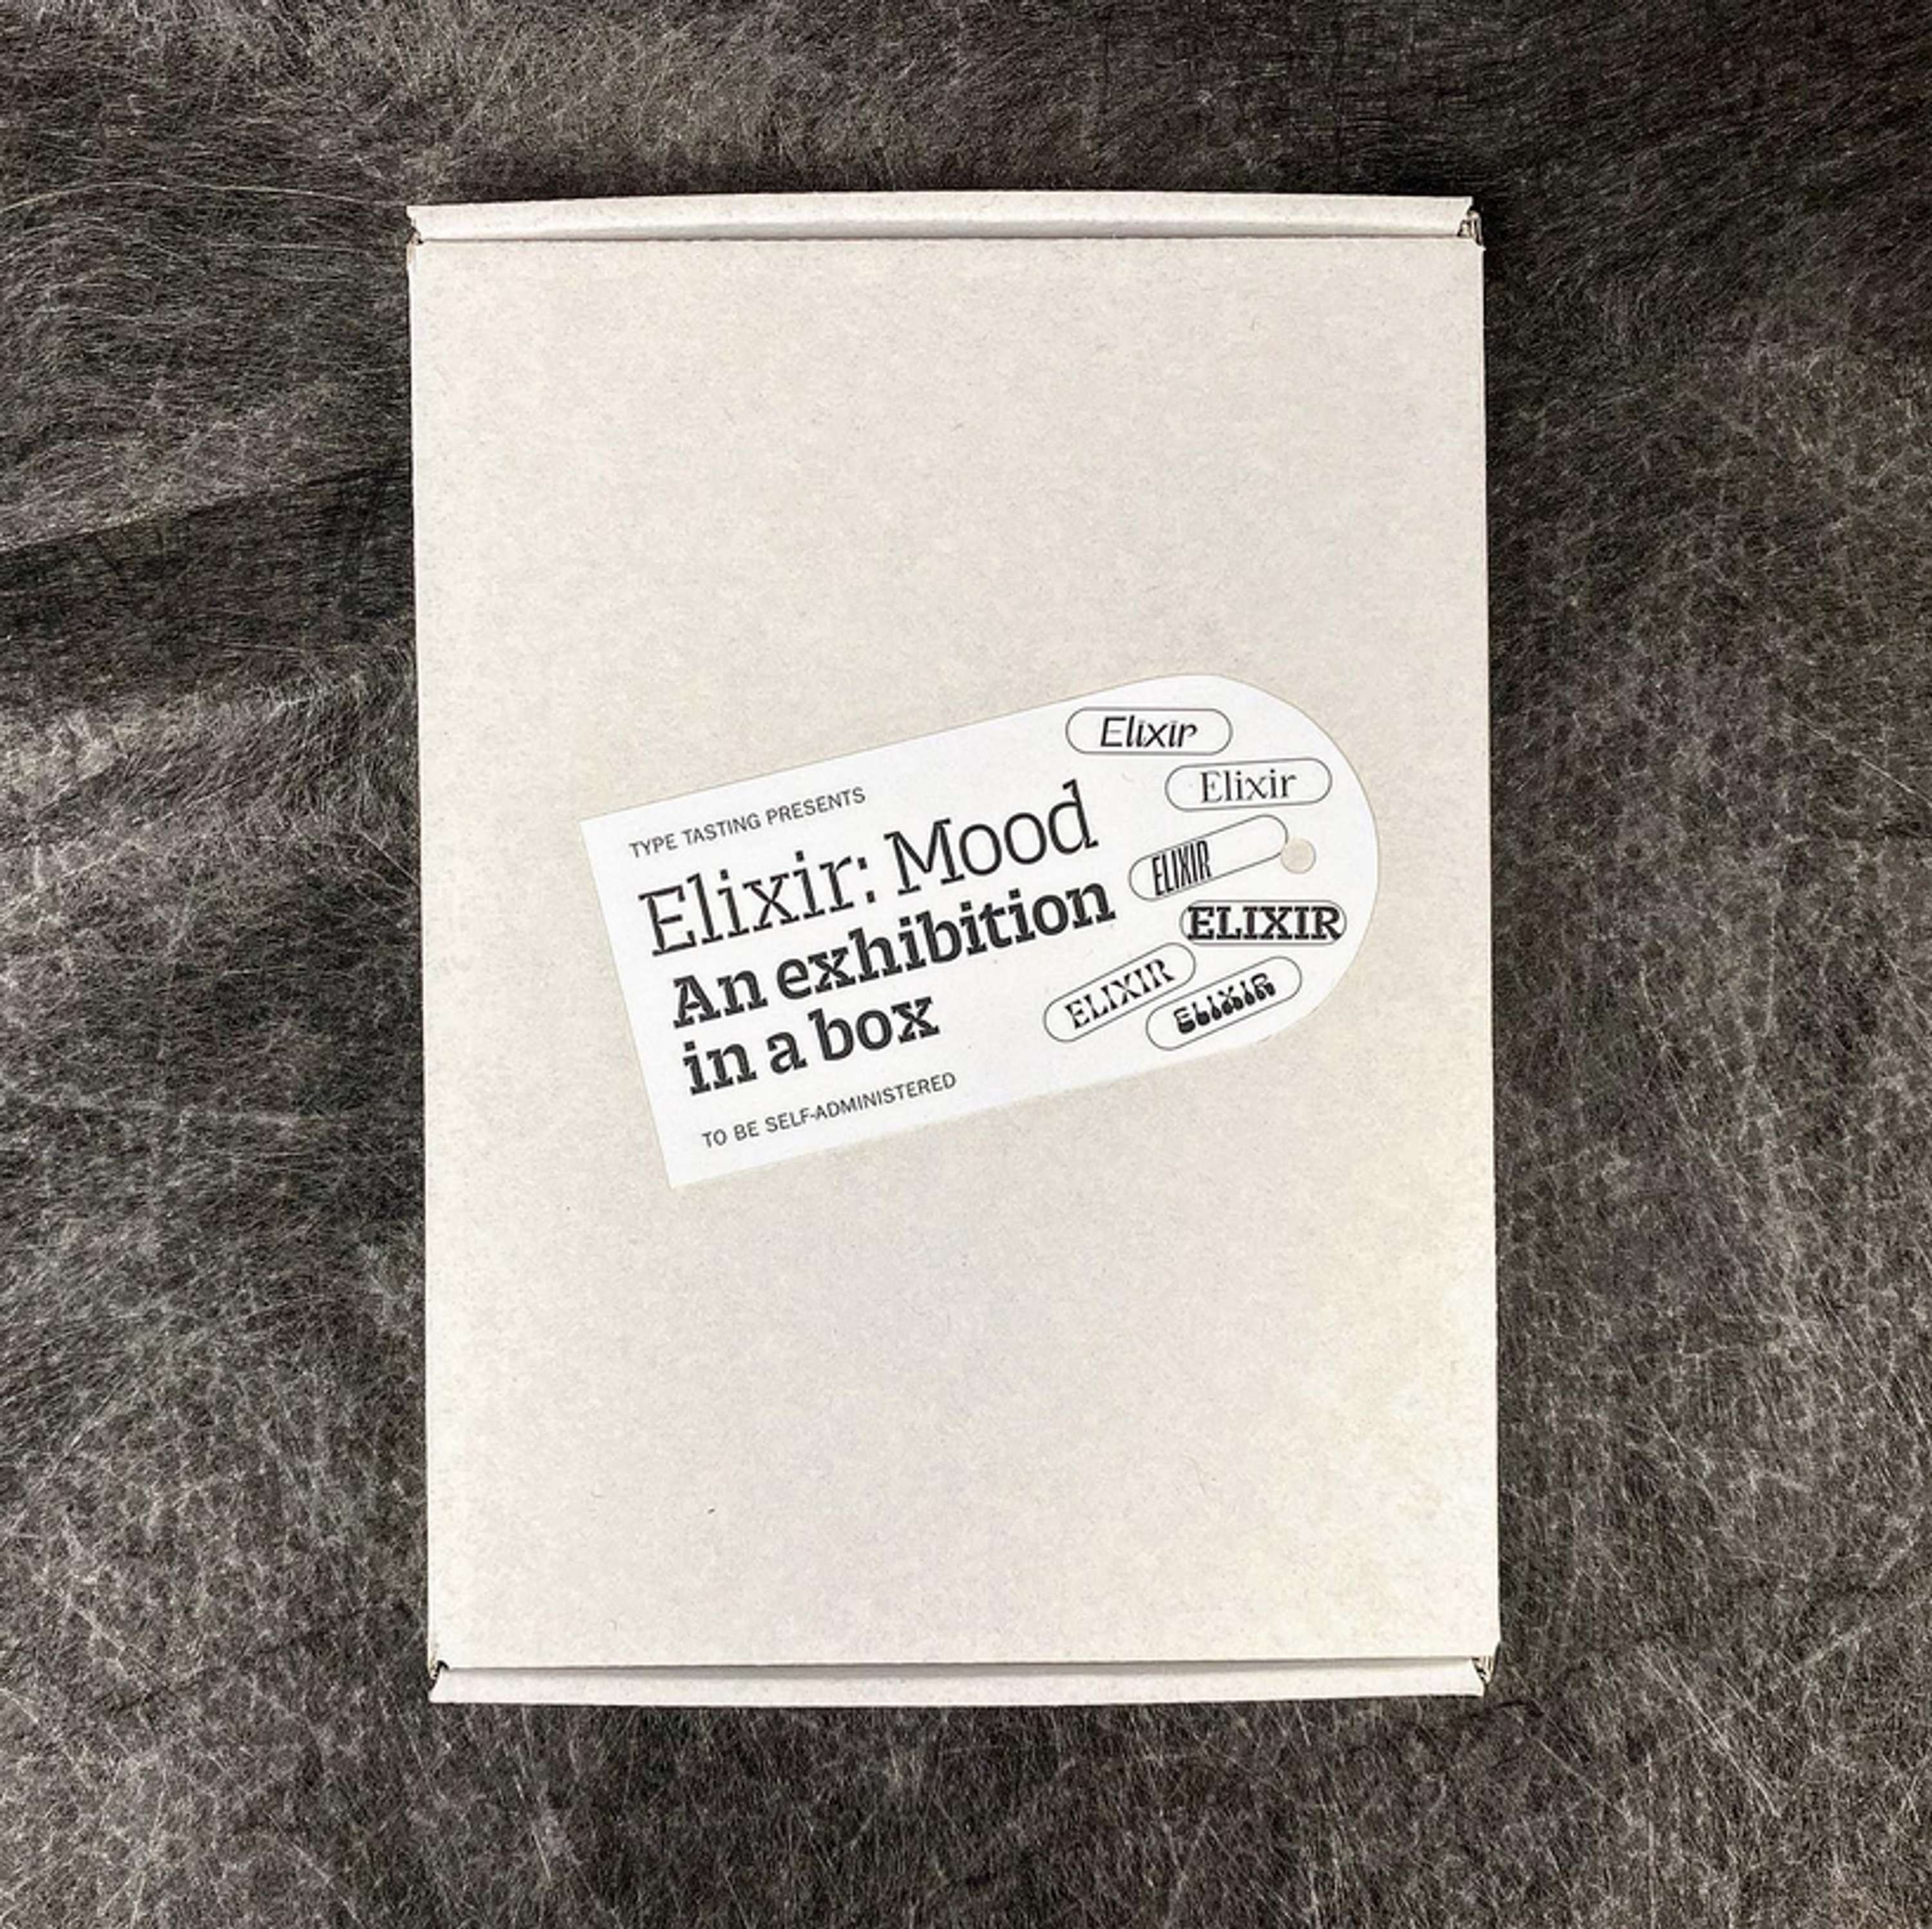 TYPE TASTING PRESENTS
Elixir: Mood
An exhibition
in a box
TO BE SELF-ADMINISTERED
Elixir
Elixir
ELIXIR
ELIXIR
ELIXIR
ELIXIR